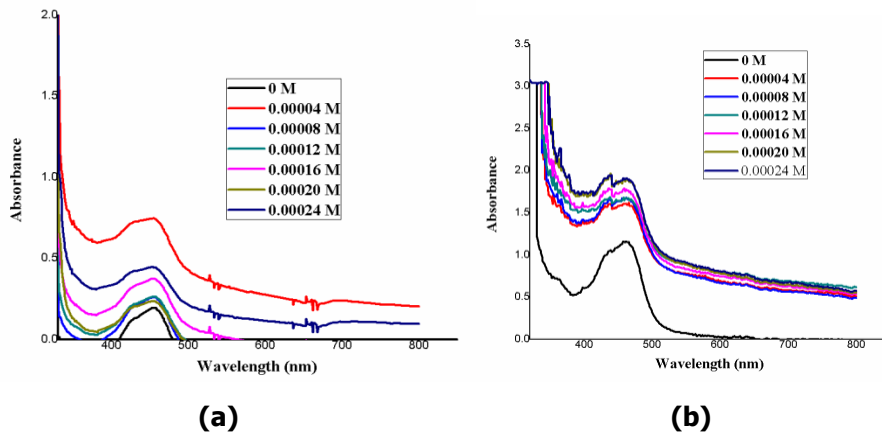 2.0
1.5
1.0
0.5
0.0
Absorbance
0 M
0.00004 M
0.00008 M
0.00012 M
0.00016 M
0.00020 M
0.00024 M
400 500 600 700 800
Wavelength (nm)
(a)
3.5
3.0
2.5
2.0
1.5
1.0
0.5
0.0
Absorbance
0 M
0.00004 M
0.00008 M
0.00012 M
0.00016 M
0.00020 M
0.00024 M
400 500 600 700 800
Wavelength (nm)
(b)